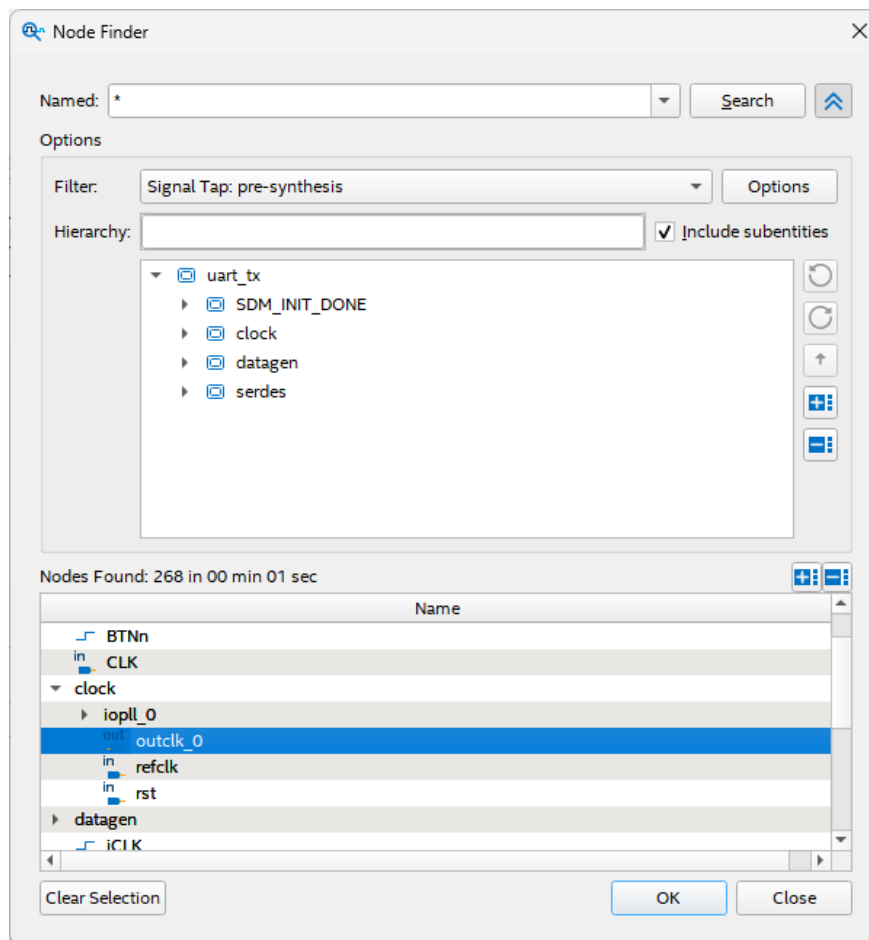 Node Finder
Named: *
Search
Options
Filter: Signal Tap: pre-synthesis
Options
Hierarchy:
Include subentities
uart_tx
SDM_INIT_DONE
clock
datagen
serdes
Nodes Found: 268 in 00 min 01 sec
Name
BTNn
in CLK
clock
iopll_0
out outclk_0
in refclk
in rst
datagen
iCLK
Clear Selection
OK
Close